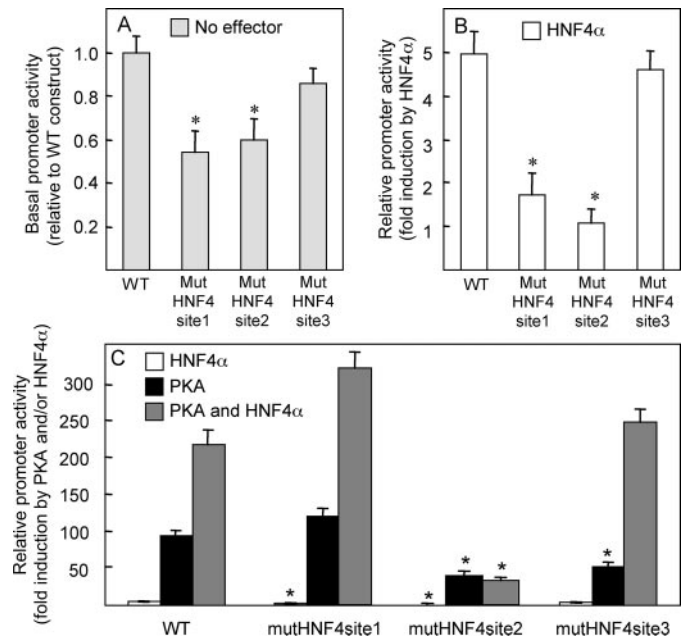 A
No effector
Basal promoter activity
(relative to WT construct)
1.0
0.8
0.6
0.4
0.2
*
*
WT
Mut
HNF4
site1
Mut
HNF4
site2
Mut
HNF4
site3
B
HNF4α
Relative promoter activity
(fold induction by HNF4α)
5
4
3
2
1
*
*
WT
Mut
HNF4
site1
Mut
HNF4
site2
Mut
HNF4
site3
C
HNF4α
PKA
PKA and HNF4α
Relative promoter activity
(fold induction by PKA and/or HNF4α)
300
250
200
150
100
50
*
*
*
*
*
WT
mutHNF4site1
mutHNF4site2
mutHNF4site3